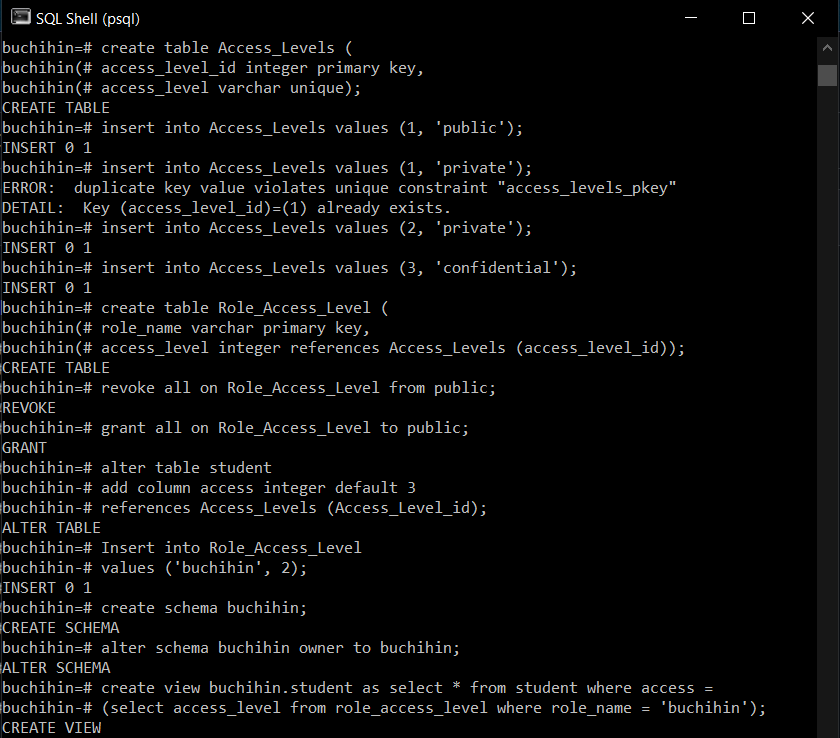 SQL Shell (psql)
buchihin=# create table Access_Levels (
buchihin(# access_level_id integer primary key,
buchihin(# access_level varchar unique);
CREATE TABLE
buchihin=# insert into Access_Levels values (1, 'public');
INSERT 0 1
buchihin=# insert into Access_Levels values (1, 'private');
ERROR:  duplicate key value violates unique constraint "access_levels_pkey"
DETAIL:  Key (access_level_id)=(1) already exists.
buchihin=# insert into Access_Levels values (2, 'private');
INSERT 0 1
buchihin=# insert into Access_Levels values (3, 'confidential');
INSERT 0 1
buchihin=# create table Role_Access_Level (
buchihin(# role_name varchar primary key,
buchihin(# access_level integer references Access_Levels (access_level_id));
CREATE TABLE
buchihin=# revoke all on Role_Access_Level from public;
REVOKE
buchihin=# grant all on Role_Access_Level to public;
GRANT
buchihin=# alter table student
buchihin-# add column access integer default 3
buchihin-# references Access_Levels (Access_Level_id);
ALTER TABLE
buchihin=# Insert into Role_Access_Level
buchihin-# values ('buchihin', 2);
INSERT 0 1
buchihin=# create schema buchihin;
CREATE SCHEMA
buchihin=# alter schema buchihin owner to buchihin;
ALTER SCHEMA
buchihin=# create view buchihin.student as select * from student where access =
buchihin-# (select access_level from role_access_level where role_name = 'buchihin');
CREATE VIEW